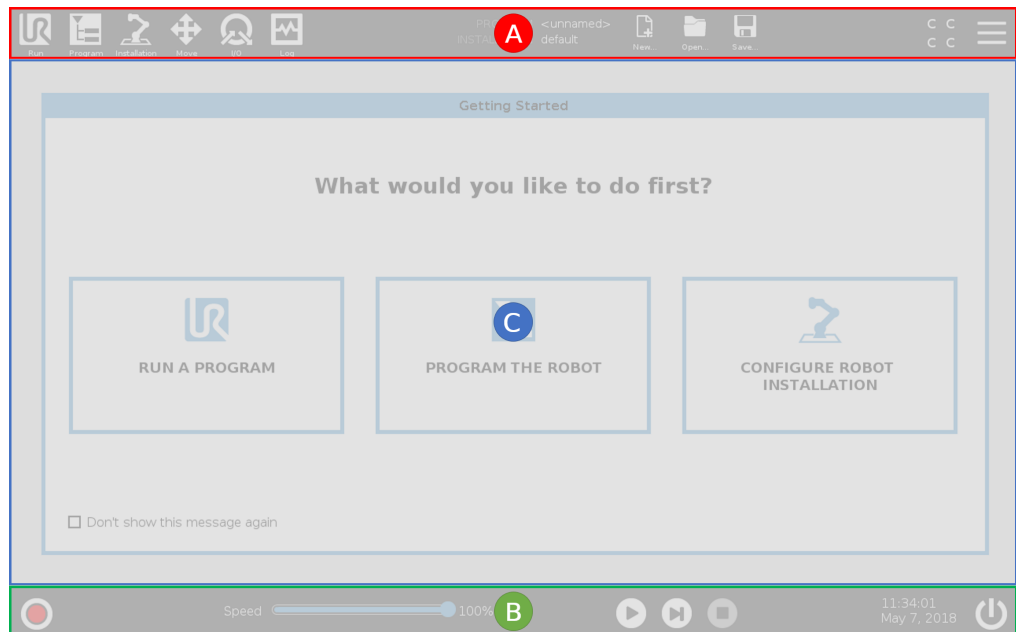 Run
Program
Installation
Move
I/O
Log
PR
INSTAL
A
<unnamed>
default
New...
Open...
Save...
C C
C C
Getting Started
What would you like to do first?
RUN A PROGRAM
C
PROGRAM THE ROBOT
CONFIGURE ROBOT
INSTALLATION
Don't show this message again
Speed
100%
B
11:34:01
May 7, 2018